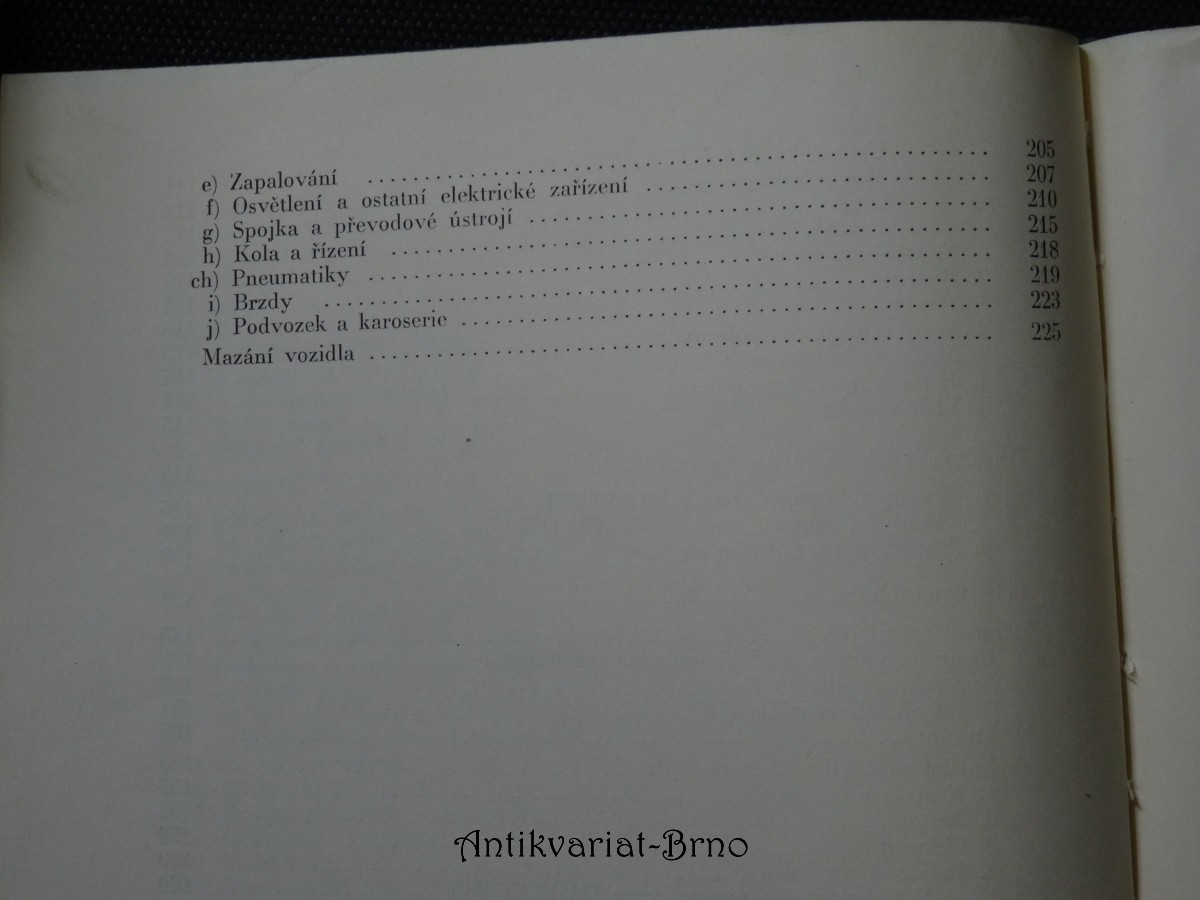 e) Zapalování . . . . . . . . . . . . . . . . . . . . . . . . . . . . . . 205
f) Osvětlení a ostatní elektrické zařízení . . . . . . . . . . . . . . . . . . . . 207
g) Spojka a převodové ústrojí . . . . . . . . . . . . . . . . . . . . . . . . . 210
h) Kola a řízení . . . . . . . . . . . . . . . . . . . . . . . . . . . . . . 215
ch) Pneumatiky . . . . . . . . . . . . . . . . . . . . . . . . . . . . . . 218
i) Brzdy . . . . . . . . . . . . . . . . . . . . . . . . . . . . . . . . 219
j) Podvozek a karoserie . . . . . . . . . . . . . . . . . . . . . . . . . . . 223
Mazání vozidla . . . . . . . . . . . . . . . . . . . . . . . . . . . . . . 225
Antikvariat-Brno